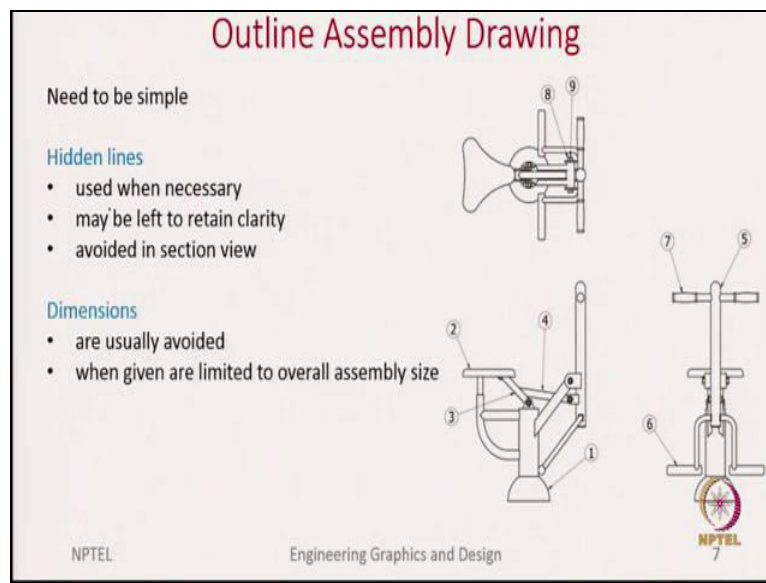 Outline Assembly Drawing
Need to be simple
Hidden lines
• used when necessary
• may be left to retain clarity
• avoided in section view
Dimensions
• are usually avoided
• when given are limited to overall assembly size
8 9
7 5
2 4
3
6
1
NPTEL
NPTEL Engineering Graphics and Design 7